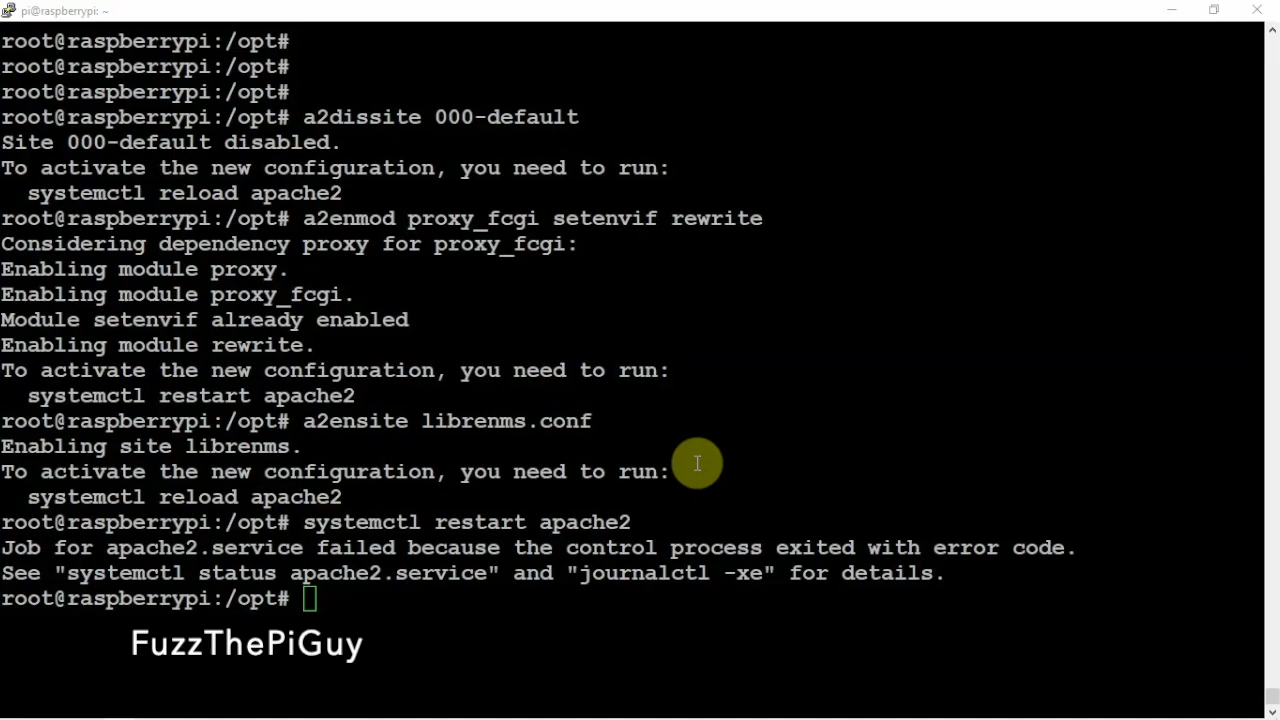 pi@raspberrypi: ~
root@raspberrypi:/opt#
root@raspberrypi:/opt#
root@raspberrypi:/opt#
root@raspberrypi:/opt# a2dissite 000-default
Site 000-default disabled.
To activate the new configuration, you need to run:
  systemctl reload apache2
root@raspberrypi:/opt# a2enmod proxy_fcgi setenvif rewrite
Considering dependency proxy for proxy_fcgi:
Enabling module proxy.
Enabling module proxy_fcgi.
Module setenvif already enabled
Enabling module rewrite.
To activate the new configuration, you need to run:
  systemctl restart apache2
root@raspberrypi:/opt# a2ensite librenms.conf
Enabling site librenms.
To activate the new configuration, you need to run:
  systemctl reload apache2
root@raspberrypi:/opt# systemctl restart apache2
Job for apache2.service failed because the control process exited with error code.
See "systemctl status apache2.service" and "journalctl -xe" for details.
root@raspberrypi:/opt#
FuzzThePiGuy